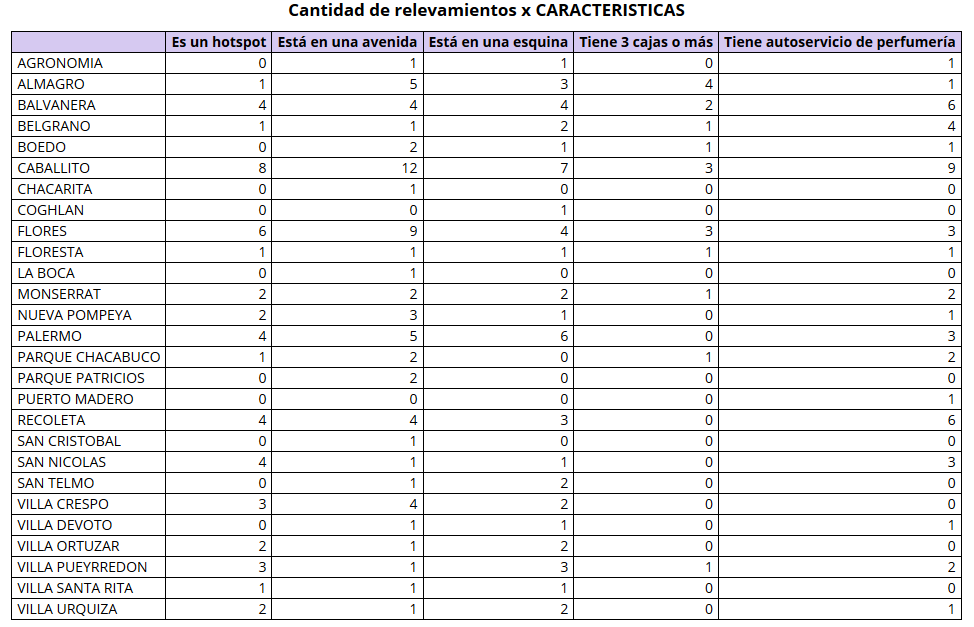 Cantidad de relevamientos x CARACTERISTICAS
Es un hotspot Está en una avenida Está en una esquina Tiene 3 cajas o más Tiene autoservicio de perfumería
AGRONOMIA 0 1 1 0 1
ALMAGRO 1 5 3 4 1
BALVANERA 4 4 4 2 6
BELGRANO 1 1 2 1 4
BOEDO 0 2 1 1 1
CABALLITO 8 12 7 3 9
CHACARITA 0 1 0 0 0
COGHLAN 0 0 1 0 0
FLORES 6 9 4 3 3
FLORESTA 1 1 1 1 1
LA BOCA 0 1 0 0 0
MONSERRAT 2 2 2 1 2
NUEVA POMPEYA 2 3 1 0 1
PALERMO 4 5 6 0 3
PARQUE CHACABUCO 1 2 0 1 2
PARQUE PATRICIOS 0 2 0 0 0
PUERTO MADERO 0 0 0 0 1
RECOLETA 4 4 3 0 6
SAN CRISTOBAL 0 1 0 0 0
SAN NICOLAS 4 1 1 0 3
SAN TELMO 0 1 2 0 0
VILLA CRESPO 3 4 2 0 0
VILLA DEVOTO 0 1 1 0 1
VILLA ORTUZAR 2 1 2 0 0
VILLA PUEYRREDON 3 1 3 1 2
VILLA SANTA RITA 1 1 1 0 0
VILLA URQUIZA 2 1 2 0 1